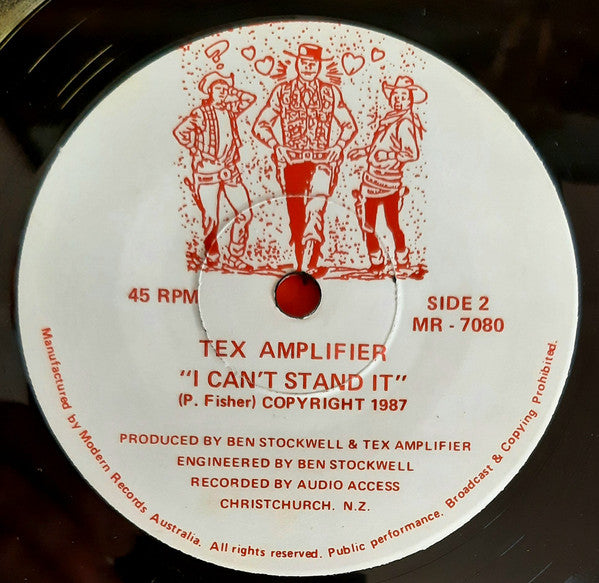 45 RPM
SIDE 2
MR - 7080
TEX AMPLIFIER
"I CAN'T STAND IT"
(P. Fisher) COPYRIGHT 1987
PRODUCED BY BEN STOCKWELL & TEX AMPLIFIER
ENGINEERED BY BEN STOCKWELL
RECORDED BY AUDIO ACCESS
CHRISTCHURCH. N.Z.
Manufactured by Modern Records Australia. All rights reserved. Public performance. Broadcast & Copying Prohibited.